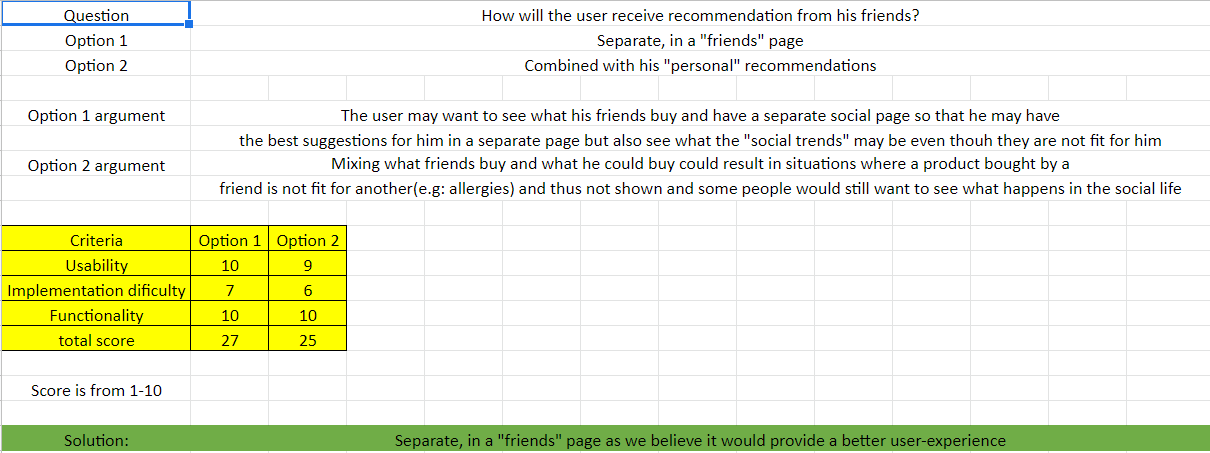 Question How will the user receive recommendation from his friends?
Option 1 Separate, in a "friends" page
Option 2 Combined with his "personal" recommendations
Option 1 argument The user may want to see what his friends buy and have a separate social page so that he may have
the best suggestions for him in a separate page but also see what the "social trends" may be even thouh they are not fit for him
Option 2 argument Mixing what friends buy and what he could buy could result in situations where a product bought by a
friend is not fit for another(e.g: allergies) and thus not shown and some people would still want to see what happens in the social life
Criteria Option 1 Option 2
Usability 10 9
Implementation dificulty 7 6
Functionality 10 10
total score 27 25
Score is from 1-10
Solution: Separate, in a "friends" page as we believe it would provide a better user-experience